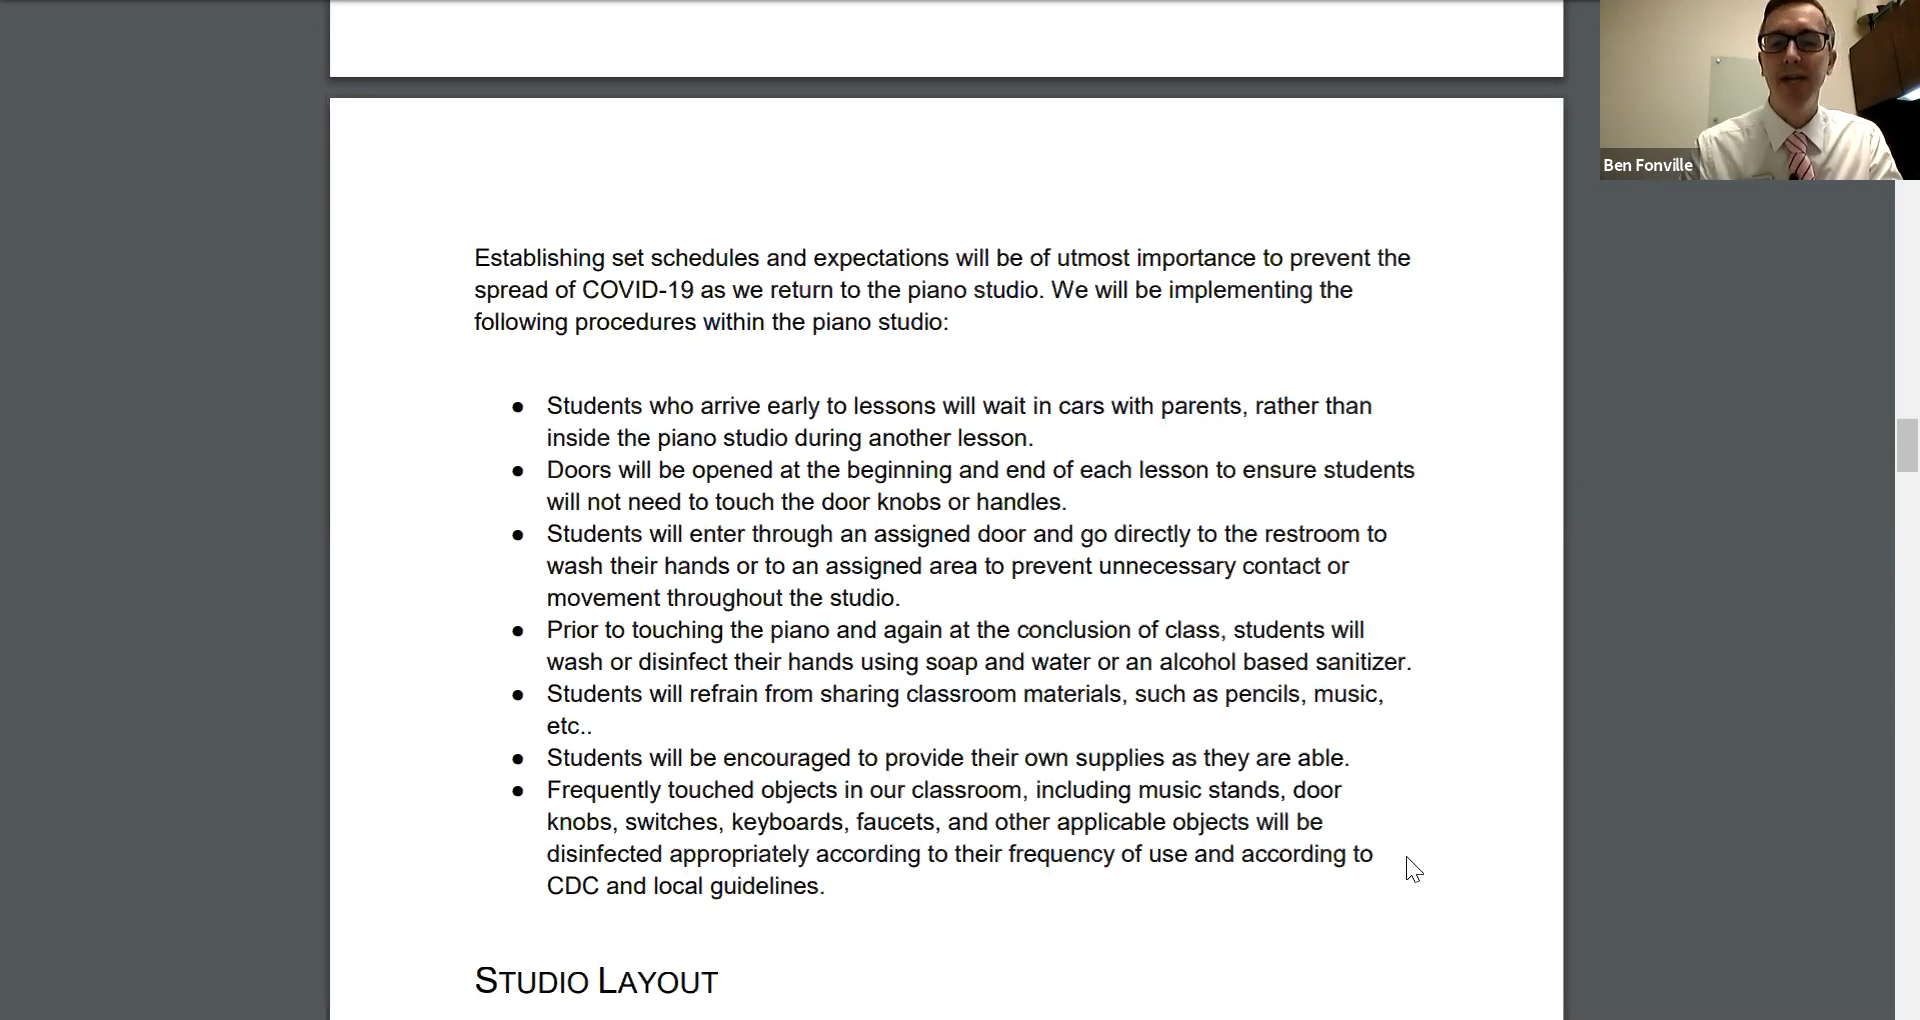 Ben Fonville
Establishing set schedules and expectations will be of utmost importance to prevent the
spread of COVID-19 as we return to the piano studio. We will be implementing the
following procedures within the piano studio:
● Students who arrive early to lessons will wait in cars with parents, rather than
inside the piano studio during another lesson.
● Doors will be opened at the beginning and end of each lesson to ensure students
will not need to touch the door knobs or handles.
● Students will enter through an assigned door and go directly to the restroom to
wash their hands or to an assigned area to prevent unnecessary contact or
movement throughout the studio.
● Prior to touching the piano and again at the conclusion of class, students will
wash or disinfect their hands using soap and water or an alcohol based sanitizer.
● Students will refrain from sharing classroom materials, such as pencils, music,
etc..
● Students will be encouraged to provide their own supplies as they are able.
● Frequently touched objects in our classroom, including music stands, door
knobs, switches, keyboards, faucets, and other applicable objects will be
disinfected appropriately according to their frequency of use and according to
CDC and local guidelines.
STUDIO LAYOUT